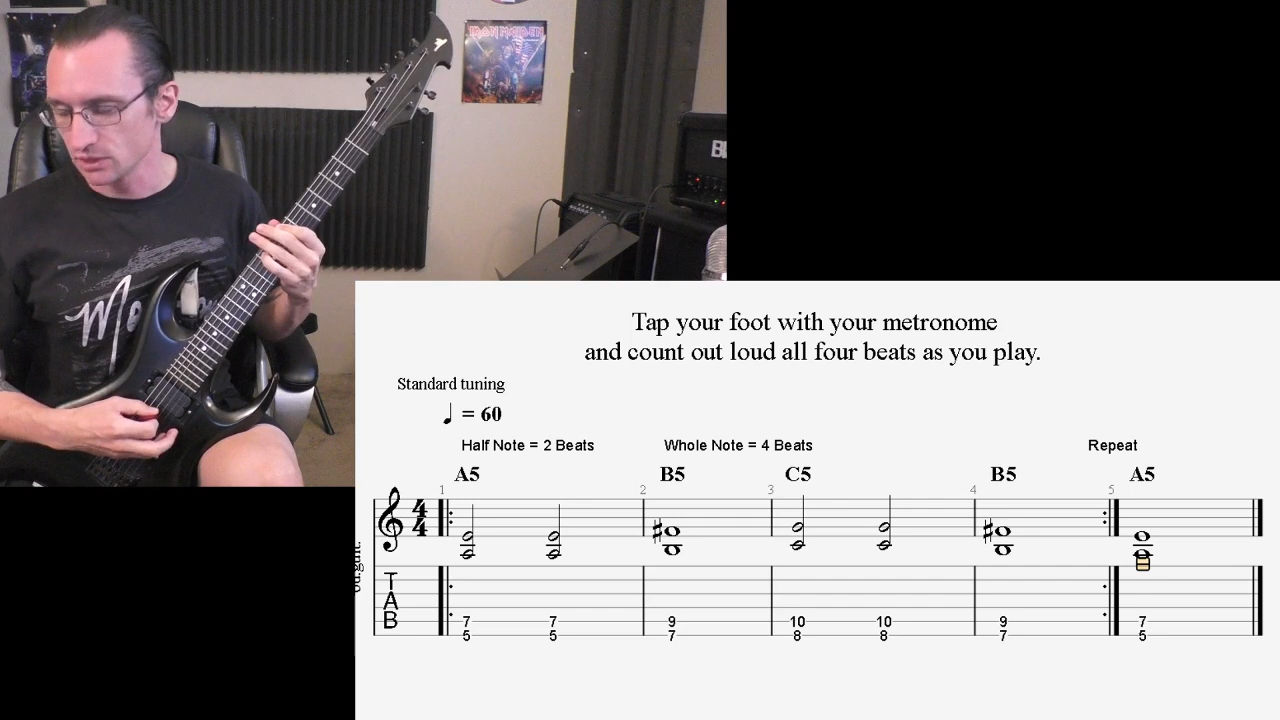 IRON MAIDEN
Tap your foot with your metronome
and count out loud all four beats as you play.
Standard tuning
= 60
Half Note = 2 Beats Whole Note = 4 Beats Repeat
A5 B5 C5 B5 A5
1 2 3 4 5
4
4
T
A
B
7 7 9 10 10 9 7
5 5 7 8 8 7 5